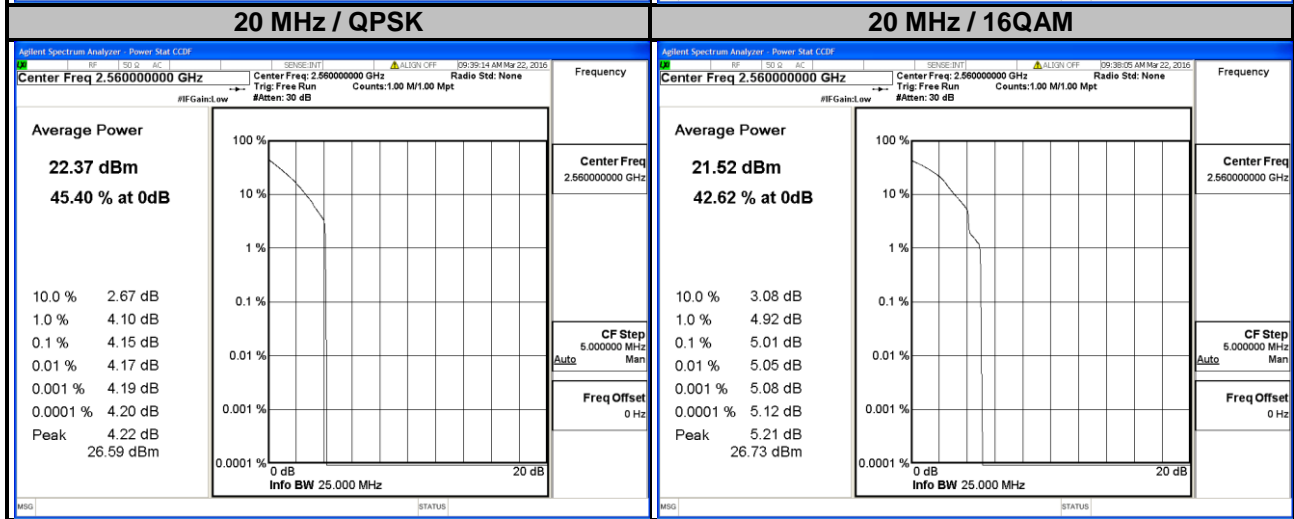 20 MHz / QPSK
Agilent Spectrum Analyzer - Power Stat CCDF
RF 50 Ω AC SENSE:INT ALIGN OFF 09:39:14 AM Mar 22, 2016
Center Freq 2.560000000 GHz
Center Freq: 2.560000000 GHz Radio Std: None
Trig: Free Run Counts:1.00 M/1.00 Mpt
#IFGain:Low #Atten: 30 dB
Frequency
Average Power
22.37 dBm
45.40 % at 0dB
10.0 % 2.67 dB
1.0 % 4.10 dB
0.1 % 4.15 dB
0.01 % 4.17 dB
0.001 % 4.19 dB
0.0001 % 4.20 dB
Peak 4.22 dB
26.59 dBm
100 %
10 %
1 %
0.1 %
0.01 %
0.001 %
0.0001 %
0 dB 20 dB
Info BW 25.000 MHz
Center Freq
2.560000000 GHz
CF Step
5.000000 MHz
Auto Man
Freq Offset
0 Hz
MSG STATUS
20 MHz / 16QAM
Agilent Spectrum Analyzer - Power Stat CCDF
RF 50 Ω AC SENSE:INT ALIGN OFF 09:38:05 AM Mar 22, 2016
Center Freq 2.560000000 GHz
Center Freq: 2.560000000 GHz Radio Std: None
Trig: Free Run Counts:1.00 M/1.00 Mpt
#IFGain:Low #Atten: 30 dB
Frequency
Average Power
21.52 dBm
42.62 % at 0dB
10.0 % 3.08 dB
1.0 % 4.92 dB
0.1 % 5.01 dB
0.01 % 5.05 dB
0.001 % 5.08 dB
0.0001 % 5.12 dB
Peak 5.21 dB
26.73 dBm
100 %
10 %
1 %
0.1 %
0.01 %
0.001 %
0.0001 %
0 dB 20 dB
Info BW 25.000 MHz
Center Freq
2.560000000 GHz
CF Step
5.000000 MHz
Auto Man
Freq Offset
0 Hz
MSG STATUS